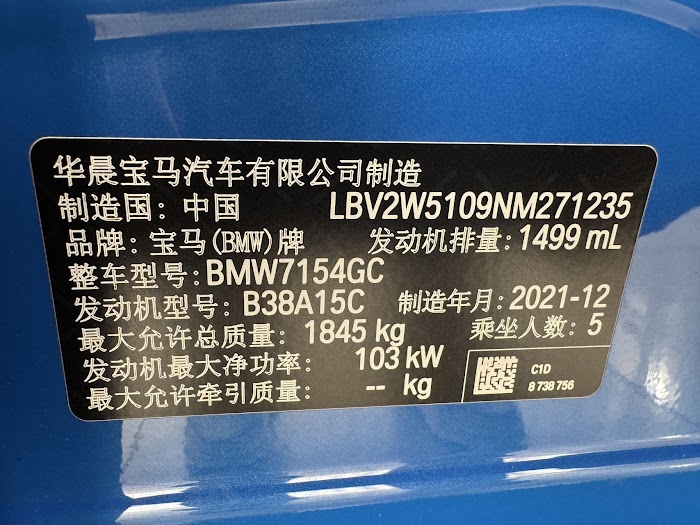 华晨宝马汽车有限公司制造
制造国: 中国 LBV2W5109NM271235
品牌: 宝马(BMW)牌 发动机排量: 1499 mL
整车型号: BMW7154GC
发动机型号: B38A15C 制造年月: 2021-12
最大允许总质量: 1845 kg 乘坐人数: 5
发动机最大净功率: 103 kW
最大允许牵引质量: -- kg
C1D
8 738 756